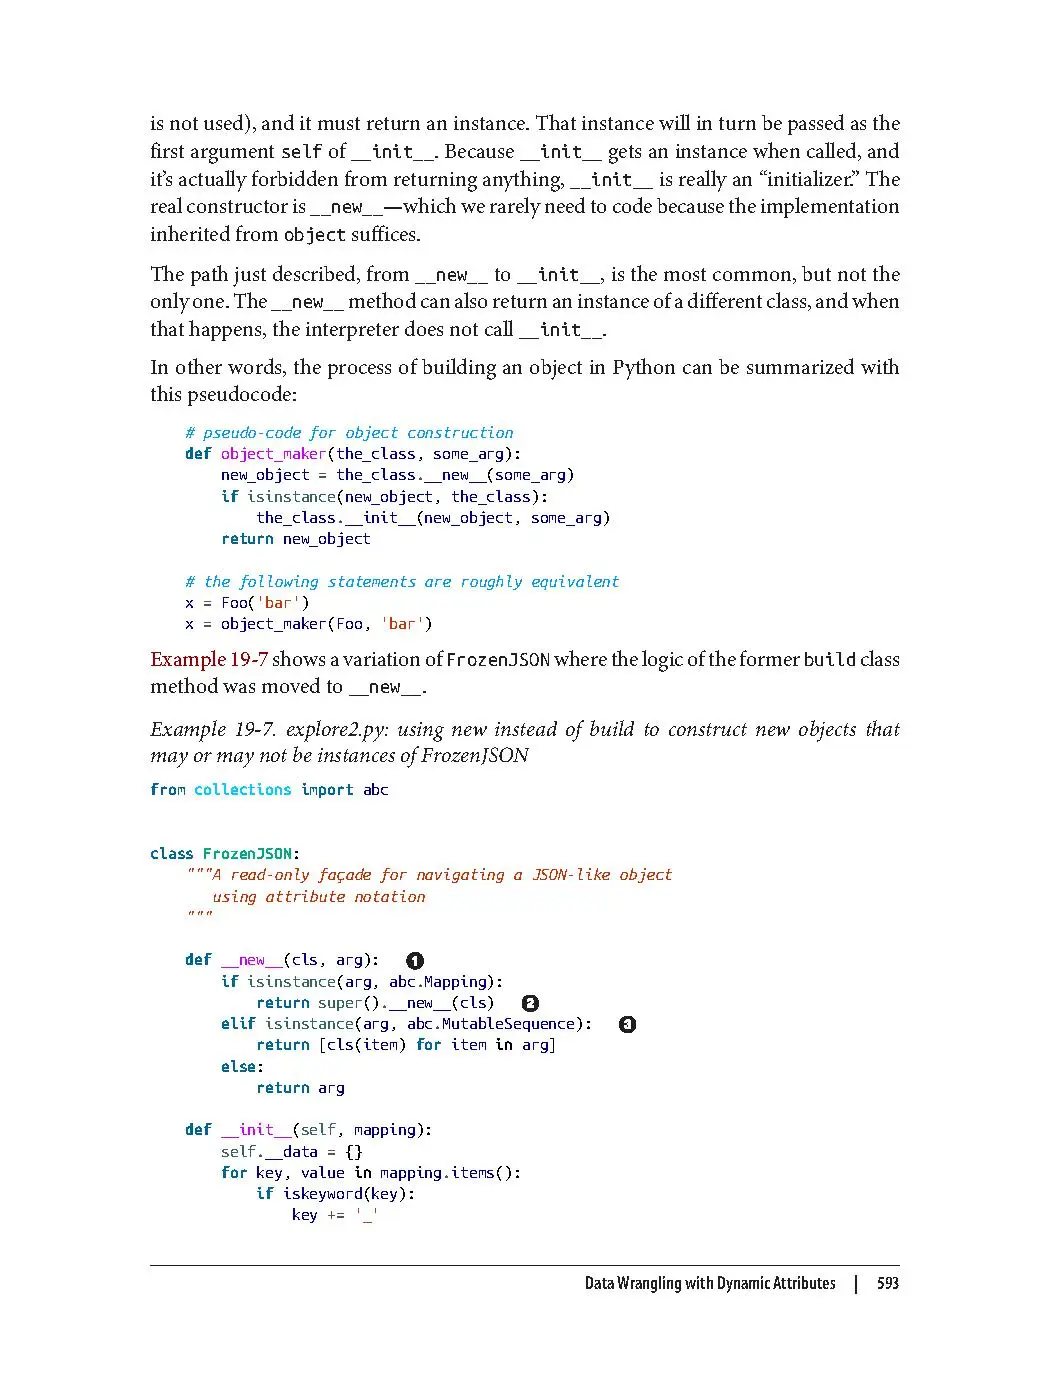 is not used), and it must return an instance. That instance will in turn be passed as the
first argument self of __init__. Because __init__ gets an instance when called, and
it’s actually forbidden from returning anything, __init__ is really an “initializer.” The
real constructor is __new__—which we rarely need to code because the implementation
inherited from object suffices.
The path just described, from __new__ to __init__, is the most common, but not the
only one. The __new__ method can also return an instance of a different class, and when
that happens, the interpreter does not call __init__.
In other words, the process of building an object in Python can be summarized with
this pseudocode:
# pseudo-code for object construction
def object_maker(the_class, some_arg):
    new_object = the_class.__new__(some_arg)
    if isinstance(new_object, the_class):
        the_class.__init__(new_object, some_arg)
    return new_object
# the following statements are roughly equivalent
x = Foo('bar')
x = object_maker(Foo, 'bar')
Example 19-7 shows a variation of FrozenJSON where the logic of the former build class
method was moved to __new__.
Example 19-7. explore2.py: using new instead of build to construct new objects that
may or may not be instances of FrozenJSON
from collections import abc
class FrozenJSON:
    """A read-only façade for navigating a JSON-like object
       using attribute notation
    """
    def __new__(cls, arg): ❶
        if isinstance(arg, abc.Mapping):
            return super().__new__(cls) ❷
        elif isinstance(arg, abc.MutableSequence): ❸
            return [cls(item) for item in arg]
        else:
            return arg
    def __init__(self, mapping):
        self.__data = {}
        for key, value in mapping.items():
            if iskeyword(key):
                key += '_'
Data Wrangling with Dynamic Attributes | 593